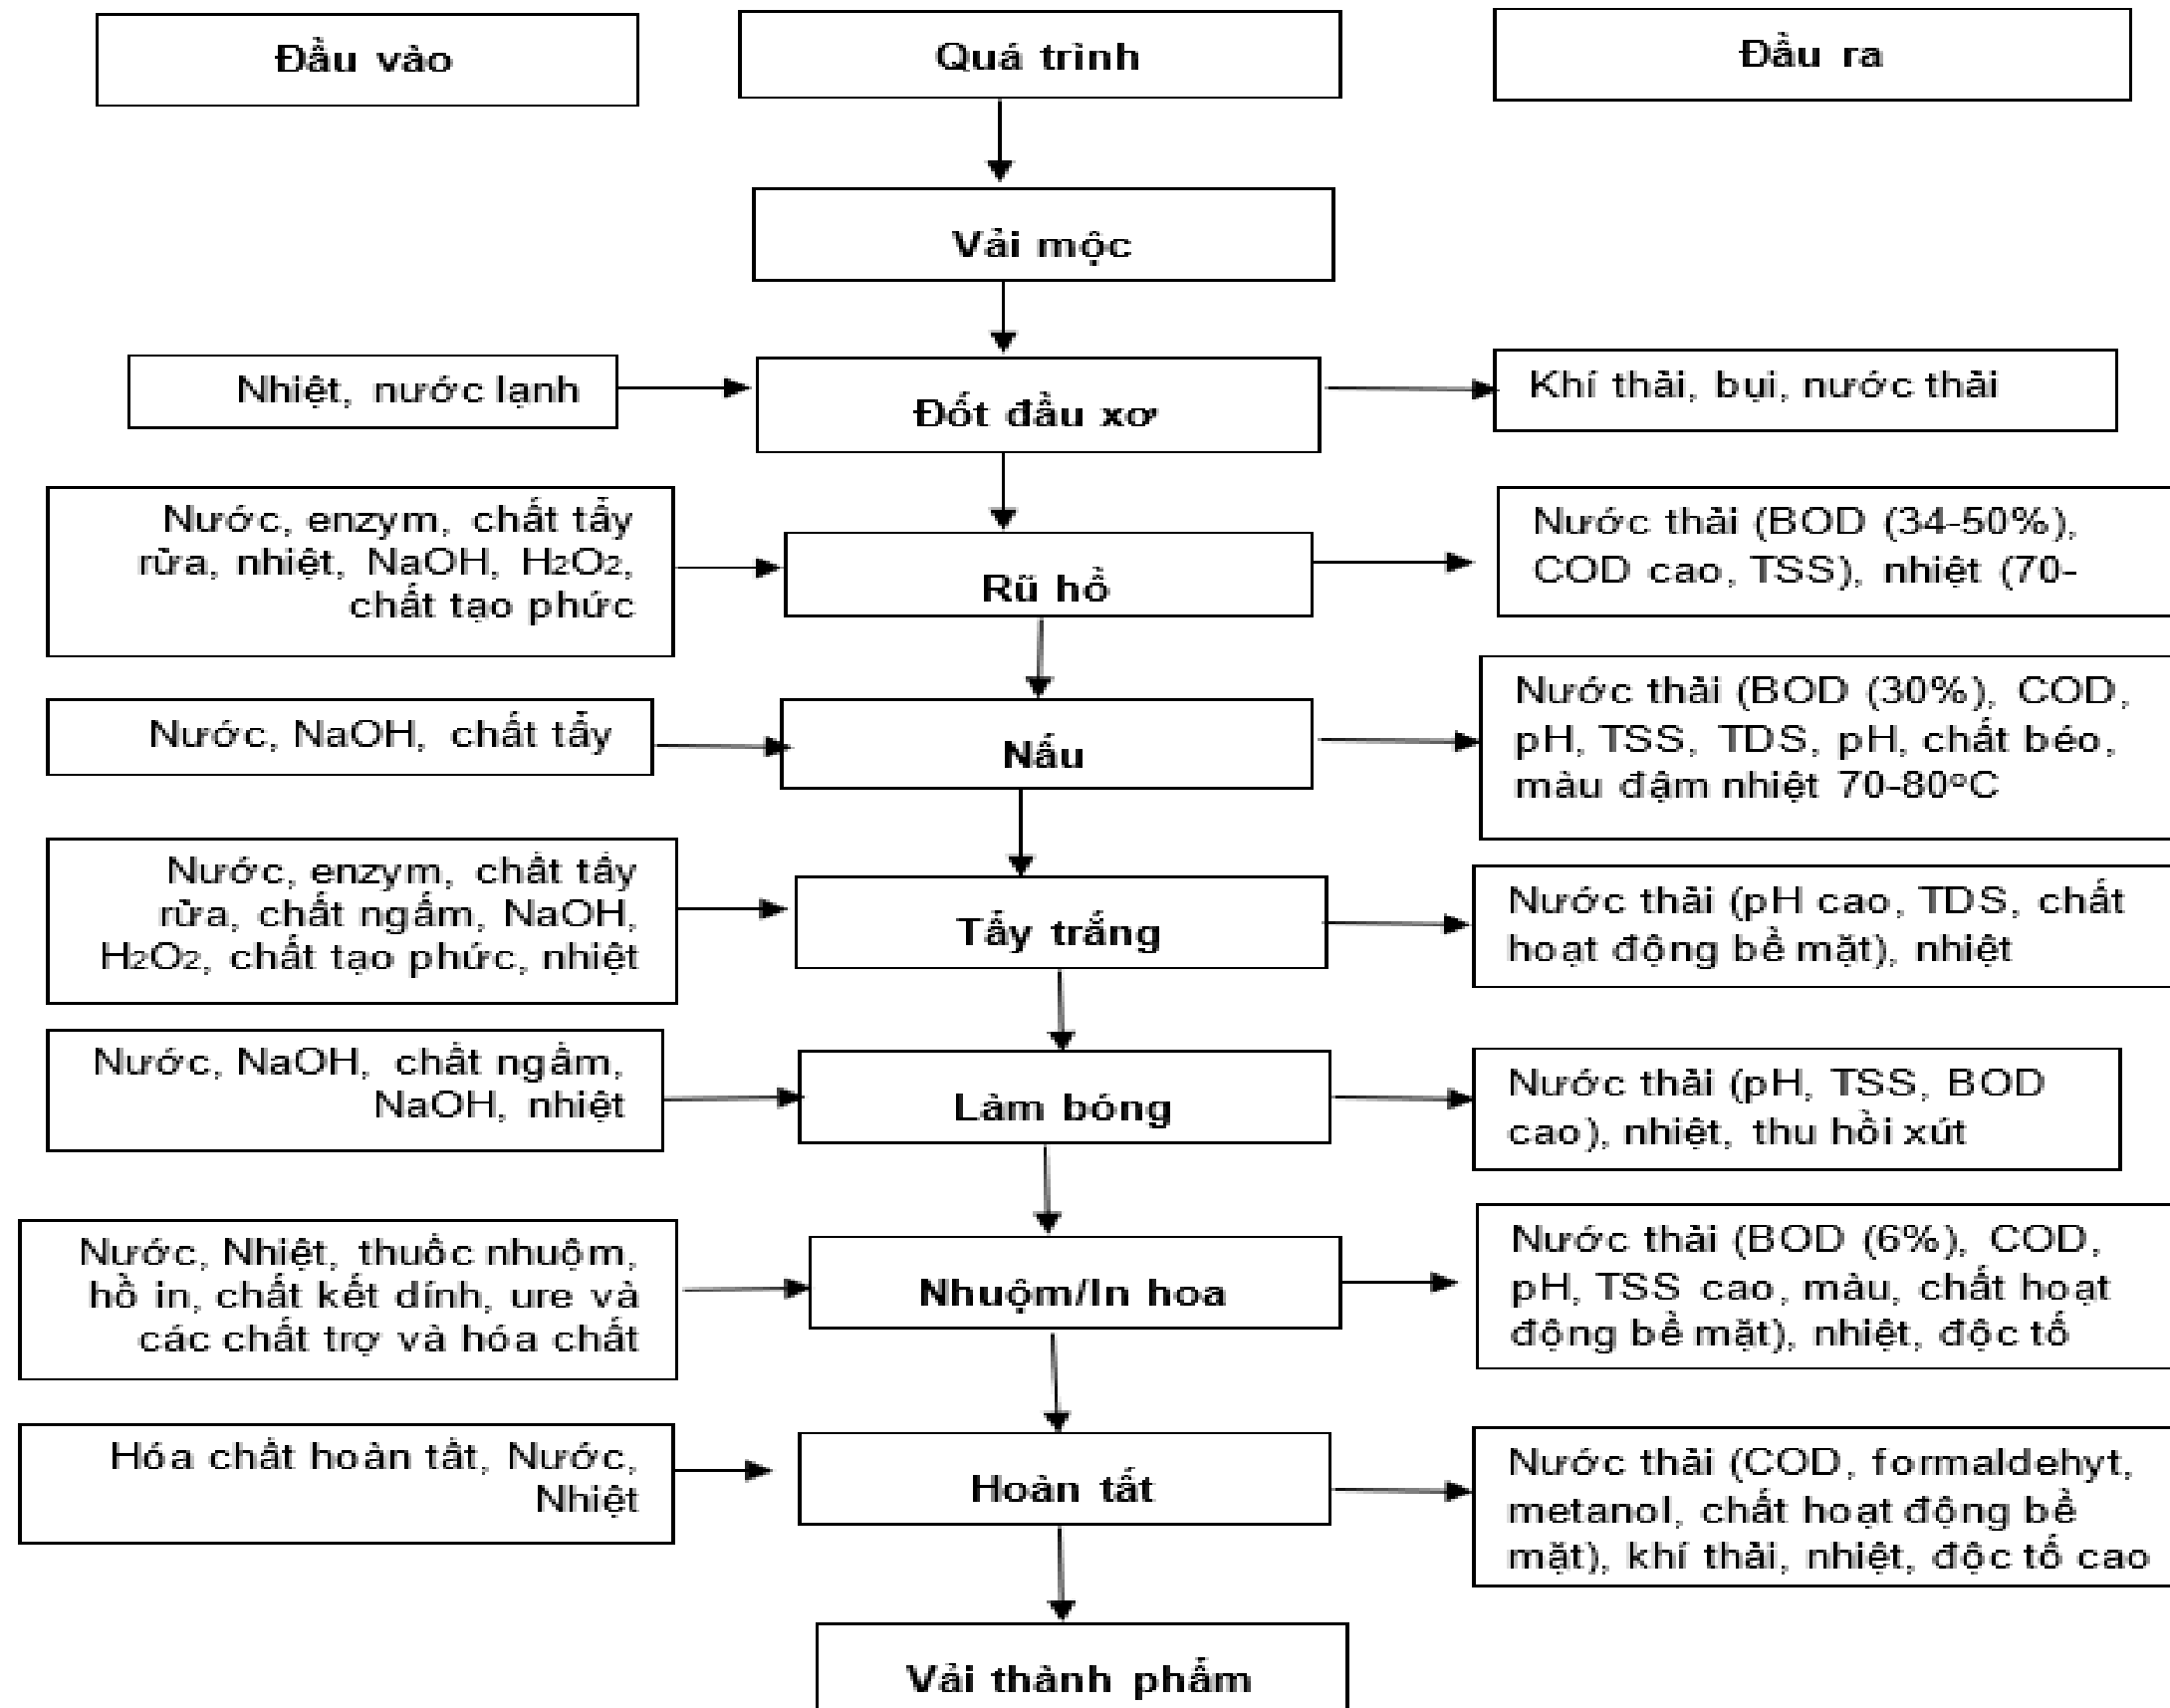 Đầu vào
Quá trình
Đầu ra
Vải mộc
Nhiệt, nước lạnh
Đốt đầu xơ
Khí thải, bụi, nước thải
Nước, enzym, chất tẩy
rửa, nhiệt, NaOH, H₂O₂,
chất tạo phức
Rũ hồ
Nước thải (BOD (34-50%),
COD cao, TSS), nhiệt (70-
Nước, NaOH, chất tẩy
Nấu
Nước thải (BOD (30%), COD,
pH, TSS, TDS, pH, chất béo,
màu đậm nhiệt 70-80ºC
Nước, enzym, chất tẩy
rửa, chất ngấm, NaOH,
H₂O₂, chất tạo phức, nhiệt
Tẩy trắng
Nước thải (pH cao, TDS, chất
hoạt động bề mặt), nhiệt
Nước, NaOH, chất ngấm,
NaOH, nhiệt
Làm bóng
Nước thải (pH, TSS, BOD
cao), nhiệt, thu hồi xút
Nước, Nhiệt, thuốc nhuộm,
hồ in, chất kết dính, ure và
các chất trợ và hóa chất
Nhuộm/In hoa
Nước thải (BOD (6%), COD,
pH, TSS cao, màu, chất hoạt
động bề mặt), nhiệt, độc tố
Hóa chất hoàn tất, Nước,
Nhiệt
Hoàn tất
Nước thải (COD, formaldehyt,
metanol, chất hoạt động bề
mặt), khí thải, nhiệt, độc tố cao
Vải thành phẩm